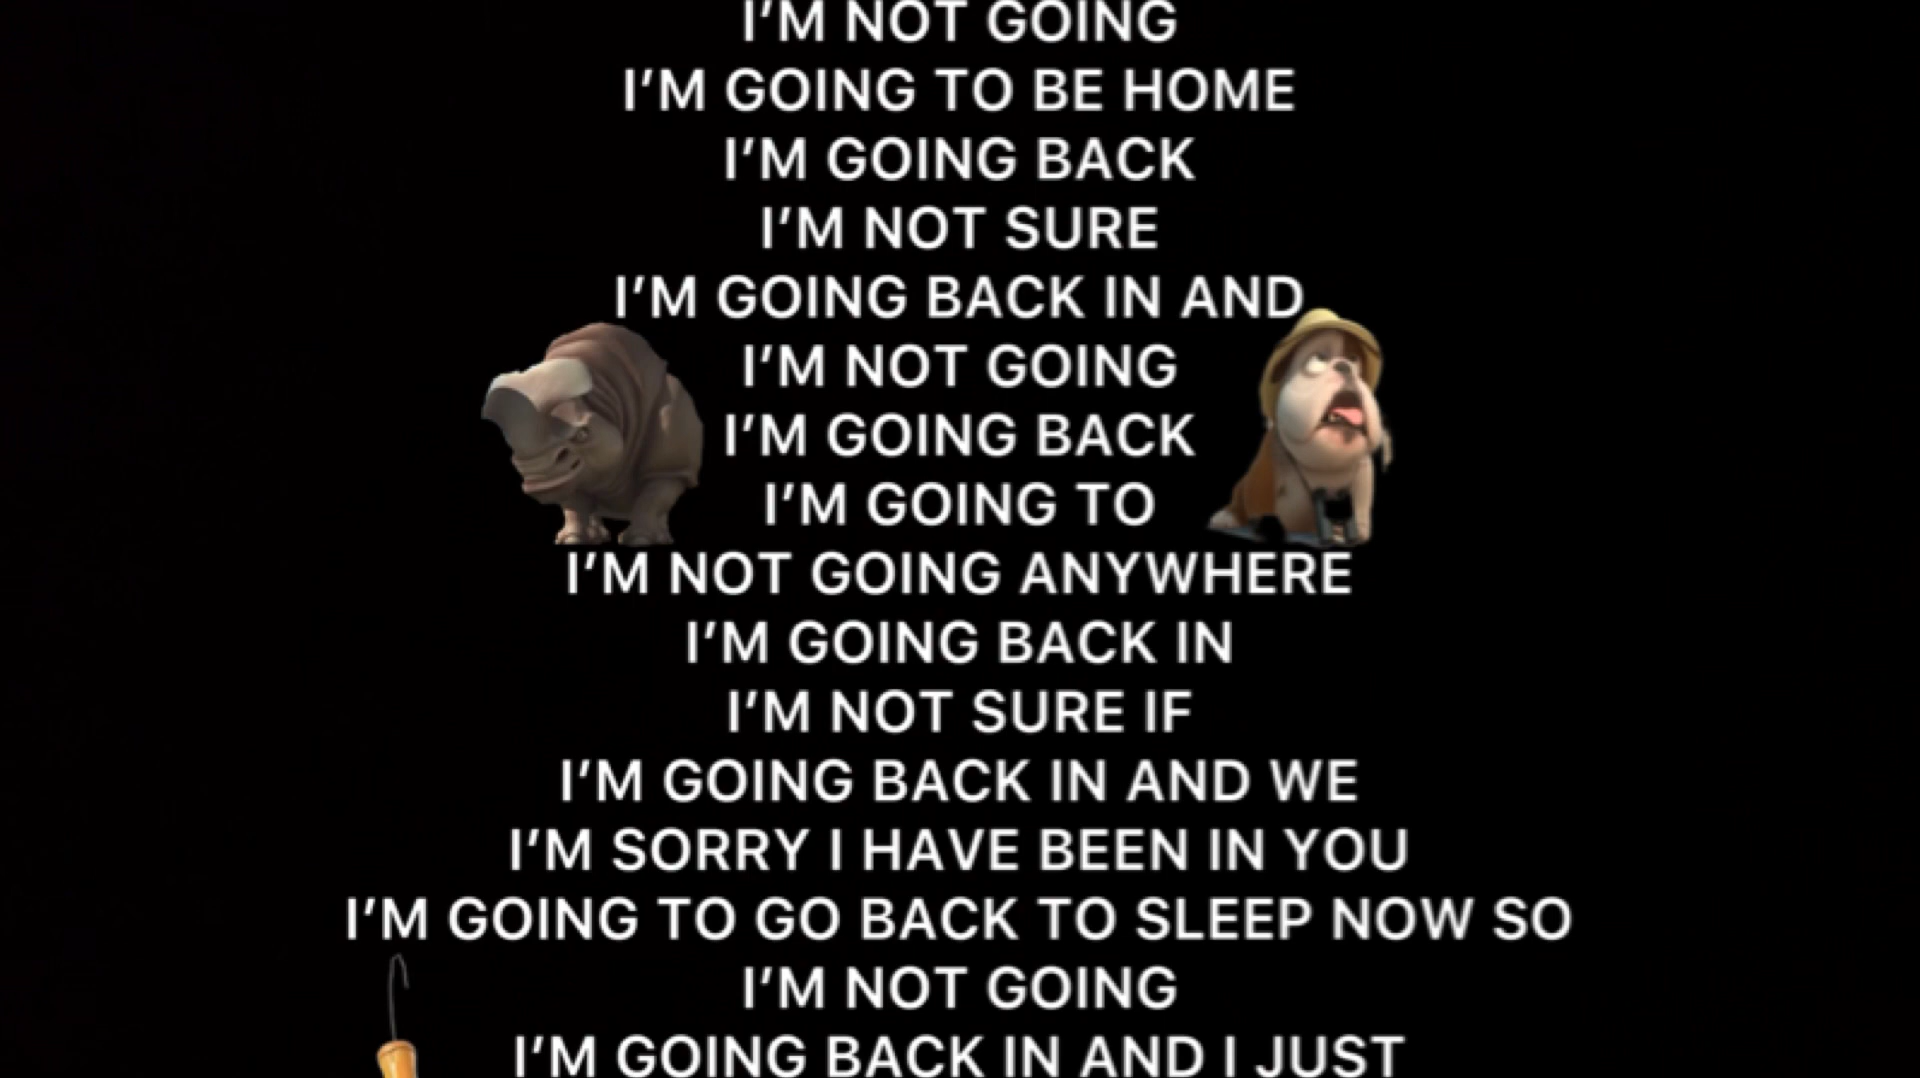 I'M NOT GOING
I'M GOING TO BE HOME
I'M GOING BACK
I'M NOT SURE
I'M GOING BACK IN AND
I'M NOT GOING
I'M GOING BACK
I'M GOING TO
I'M NOT GOING ANYWHERE
I'M GOING BACK IN
I'M NOT SURE IF
I'M GOING BACK IN AND WE
I'M SORRY I HAVE BEEN IN YOU
I'M GOING TO GO BACK TO SLEEP NOW SO
I'M NOT GOING
I'M GOING BACK IN AND I JUST